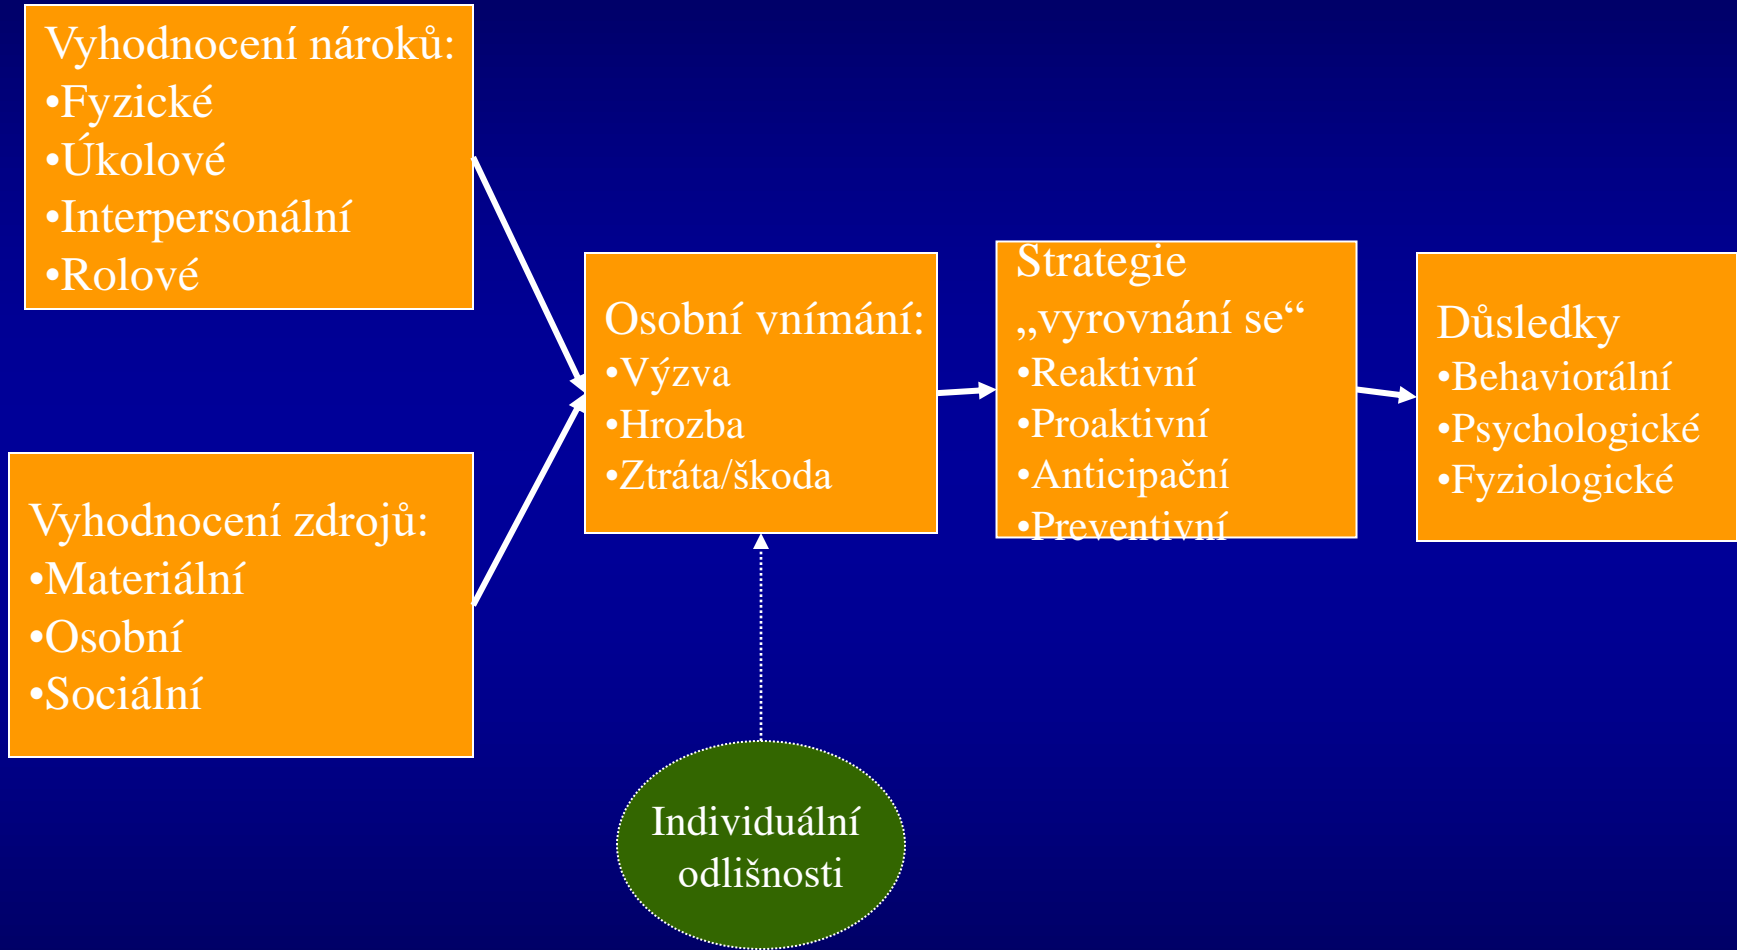 Vyhodnocení nároků:
•Fyzické
•Úkolové
•Interpersonální
•Rolové
Vyhodnocení zdrojů:
•Materiální
•Osobní
•Sociální
Osobní vnímání:
•Výzva
•Hrozba
•Ztráta/škoda
Strategie
„vyrovnání se“
•Reaktivní
•Proaktivní
•Anticipační
•Preventivní
Důsledky
•Behaviorální
•Psychologické
•Fyziologické
Individuální
odlišnosti